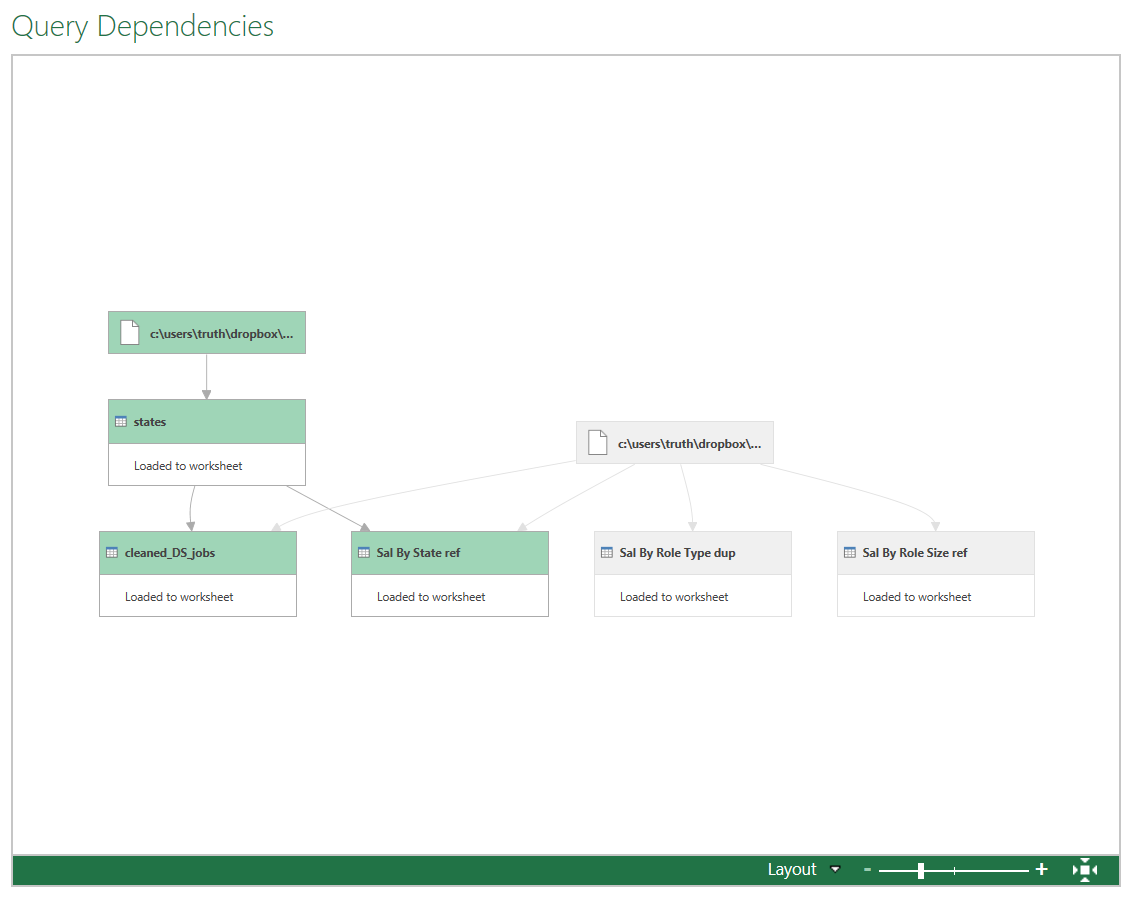 Query Dependencies
c:\users\truth\dropbox\...
states
Loaded to worksheet
c:\users\truth\dropbox\...
cleaned_DS_jobs
Loaded to worksheet
Sal By State ref
Loaded to worksheet
Sal By Role Type dup
Loaded to worksheet
Sal By Role Size ref
Loaded to worksheet
Layout